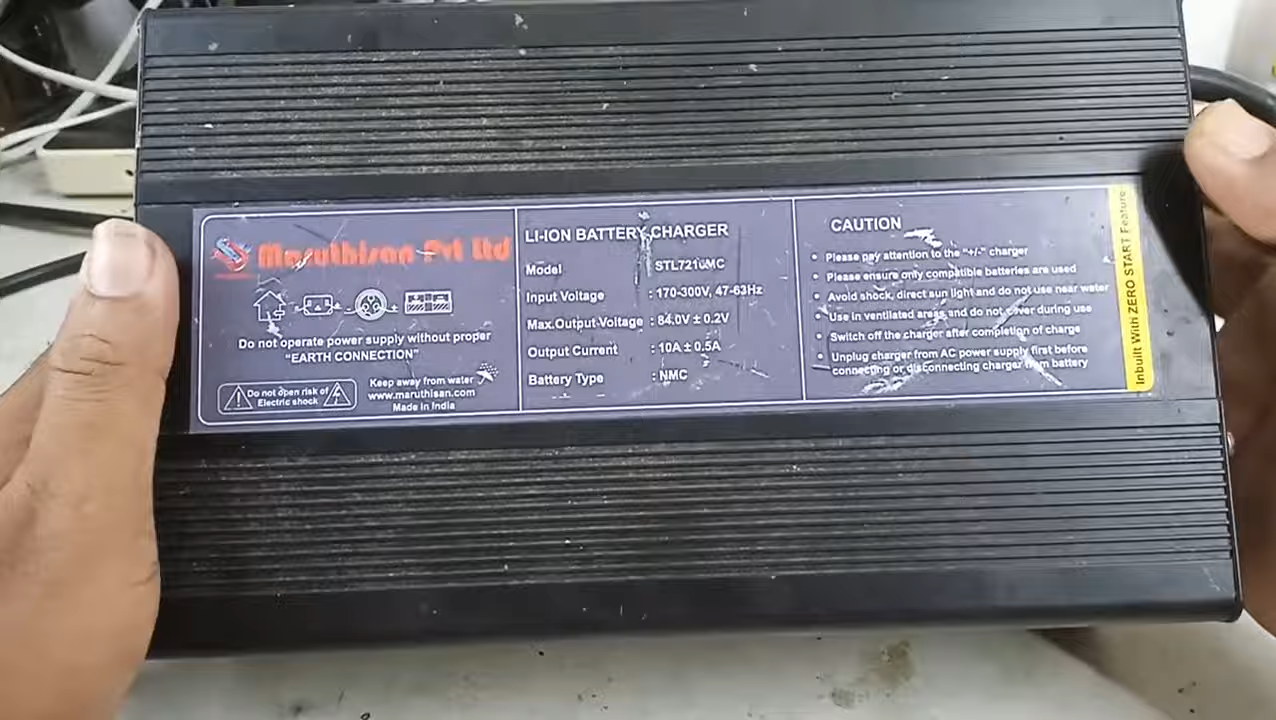 Maruthisan Pvt Ltd
Do not operate power supply without proper
"EARTH CONNECTION"
Do not open risk of
Electric shock
Keep away from water
www.maruthisan.com
Made in India
LI-ION BATTERY CHARGER
Model
Input Voltage : 170-300V, 47-63Hz
Max.Output Voltage : 84.0V ± 0.2V
Output Current : 10A ± 0.5A
Battery Type : NMC
CAUTION
• Please pay attention to the "+/-" charger
• Please ensure only compatible batteries are used
• Avoid shock, direct sun light and do not use near water
• Use in ventilated areas and do not cover during use
• Switch off the charger after completion of charge
• Unplug charger from AC power supply first before
connecting or disconnecting charger from battery
Inbuilt With ZERO START Feature